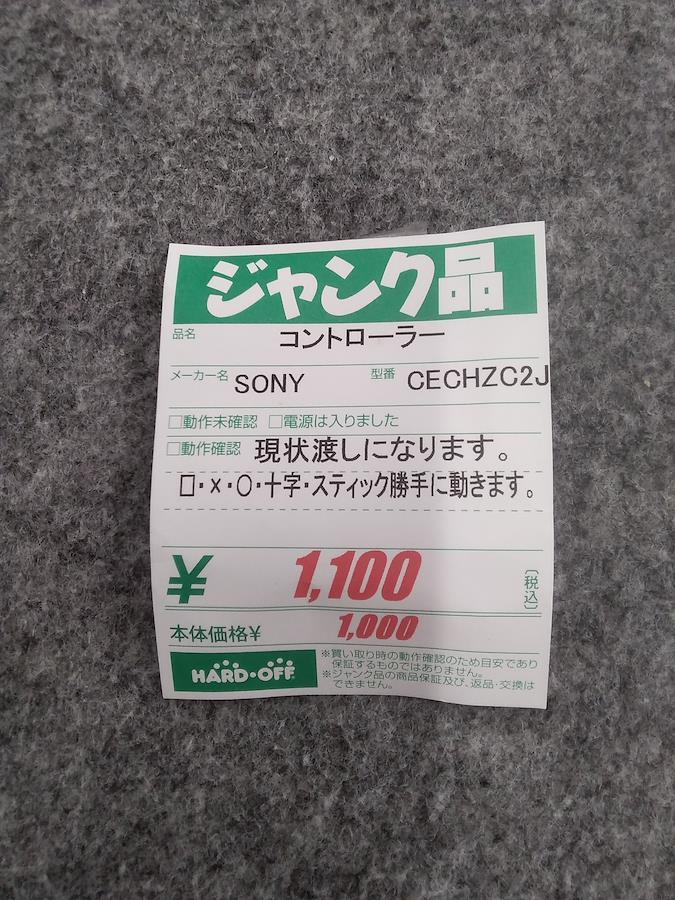 ジャンク品
品名 コントローラー
メーカー名 SONY 型番 CECHZC2J
□動作未確認 □電源は入りました
□動作確認 現状渡しになります。
□・×・○・十字・スティック勝手に動きます。
¥ 1,100 (税込)
本体価格¥ 1,000
HARD・OFF
※買い取り時の動作確認のため目安であり
保証するものではありません。
※ジャンク品の商品保証及び、返品・交換は
できません。